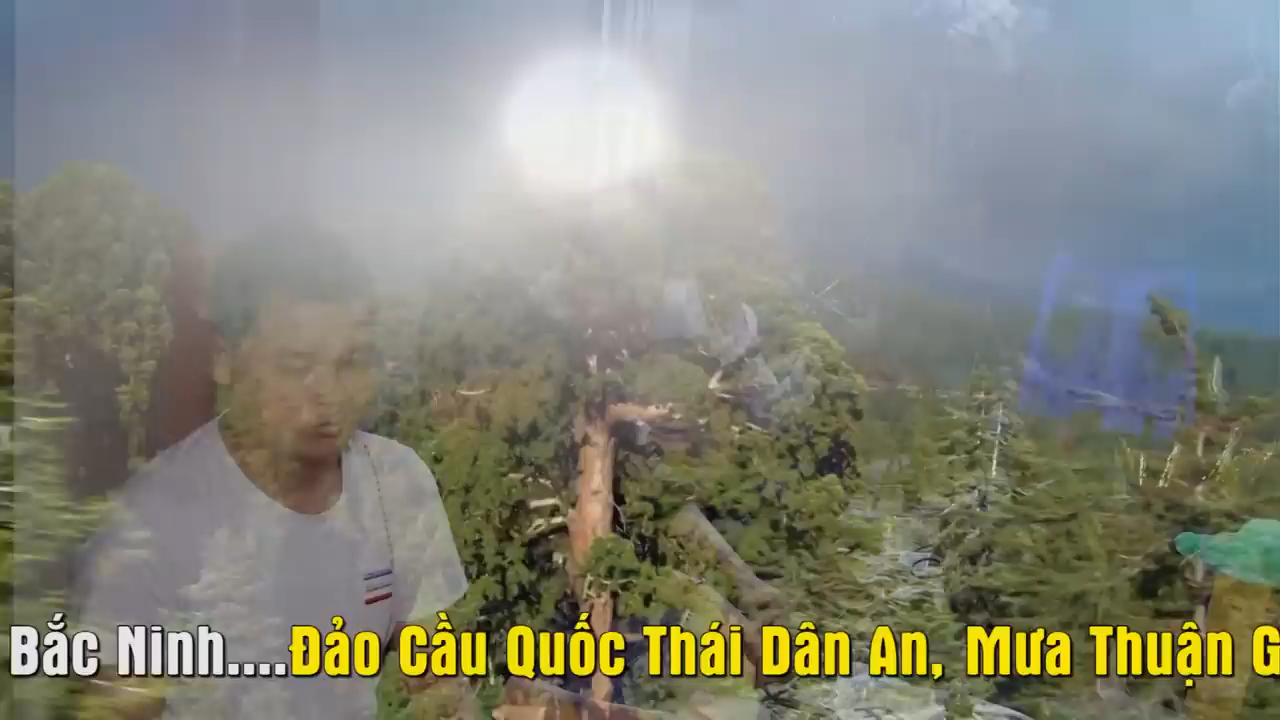 Bắc Ninh....Đảo Cầu Quốc Thái Dân An, Mưa Thuận G